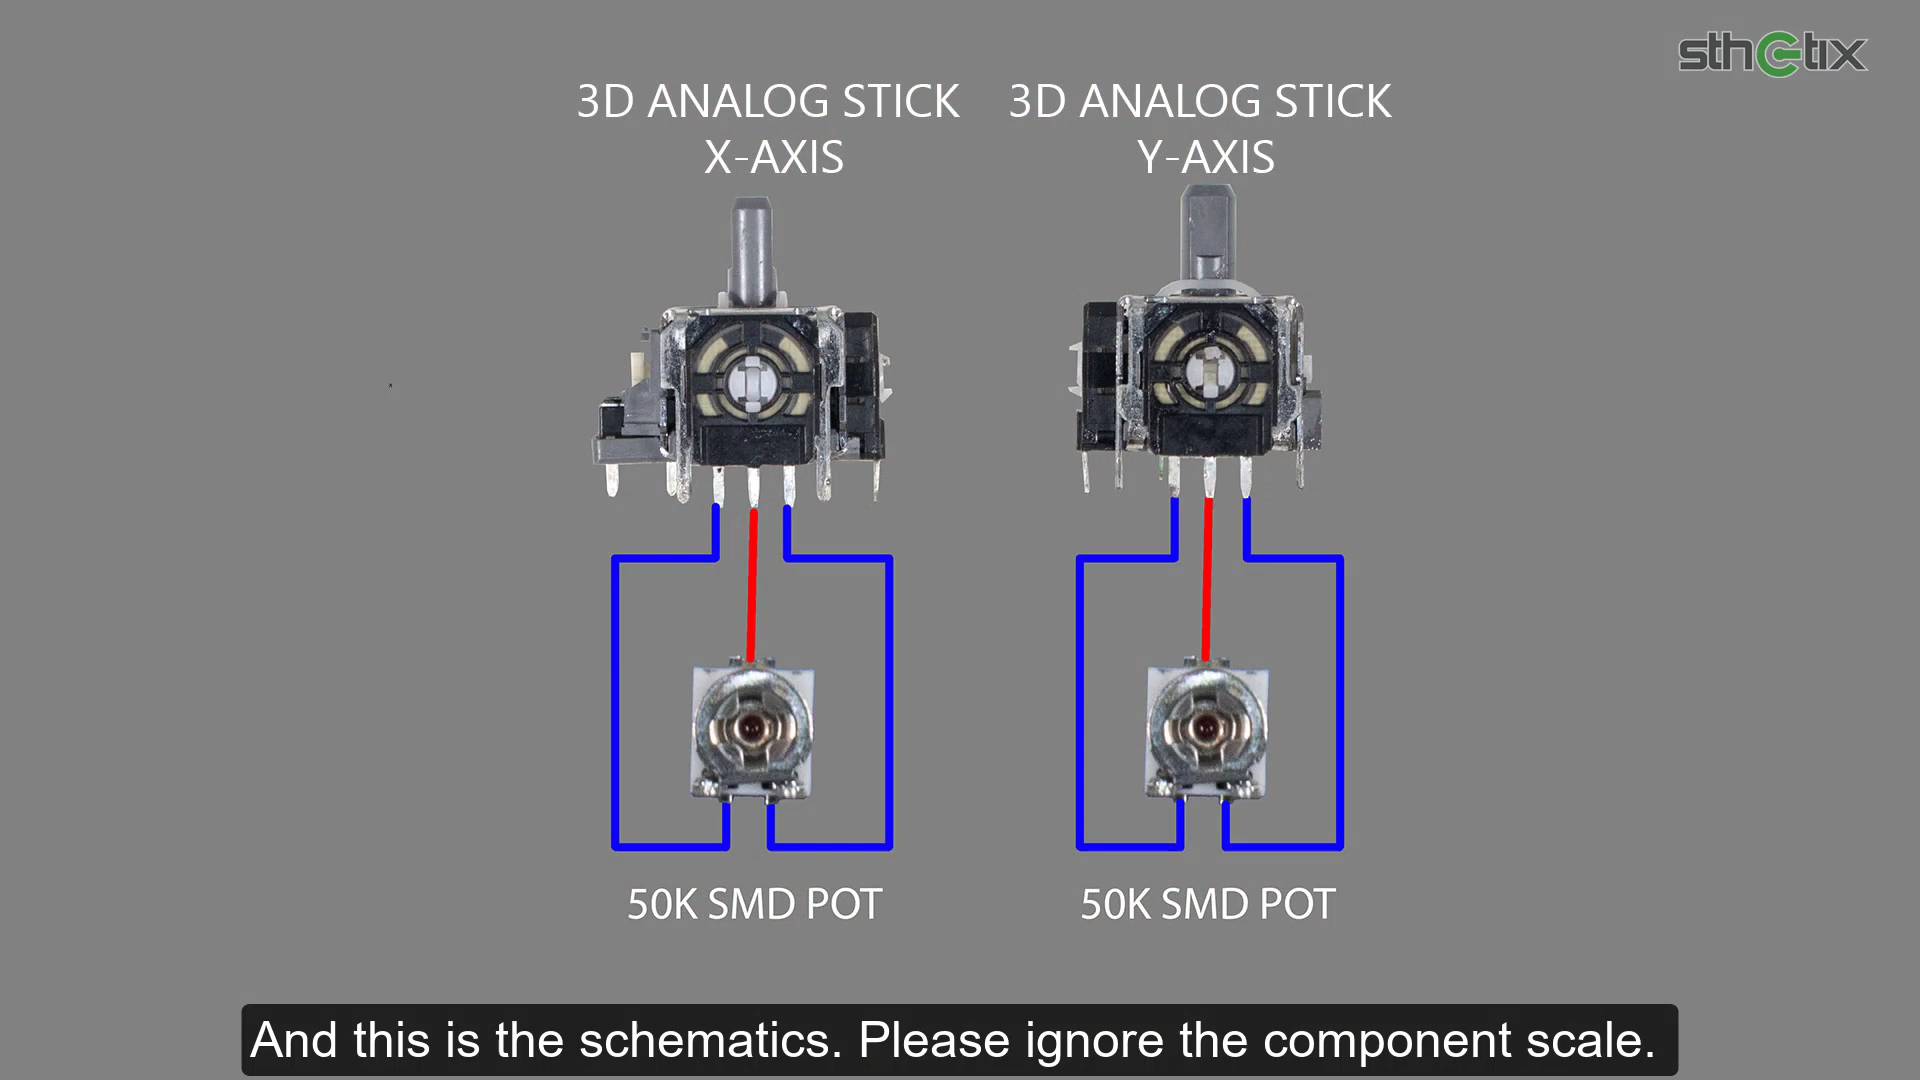 sthetix
3D ANALOG STICK
X-AXIS
3D ANALOG STICK
Y-AXIS
50K SMD POT
50K SMD POT
And this is the schematics. Please ignore the component scale.